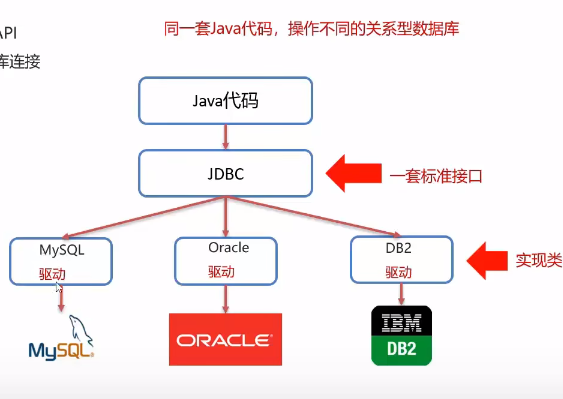 API
同一套Java代码，操作不同的关系型数据库
库连接
Java代码
JDBC
一套标准接口
MySQL
驱动
Oracle
驱动
DB2
驱动
实现类
MySQL
ORACLE
IBM
DB2